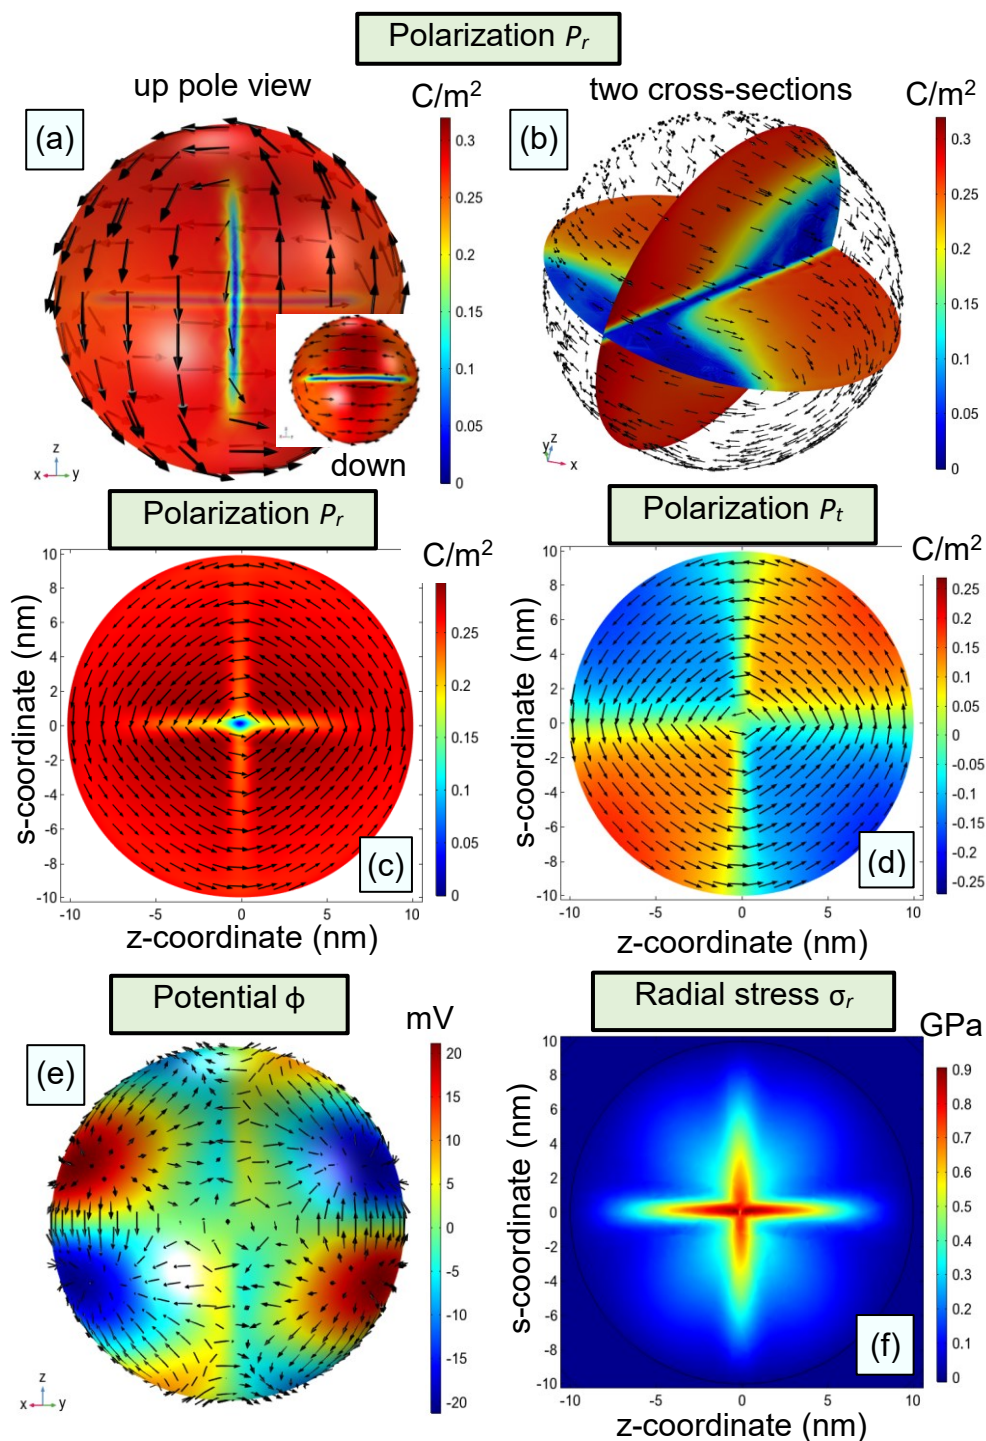 Polarization Pr
up pole view
C/m2
two cross-sections
C/m2
(a)
(b)
0.3
0.25
0.2
0.15
0.1
0.05
0
0.3
0.25
0.2
0.15
0.1
0.05
0
z
x
y
down
y
z
x
Polarization Pr
Polarization Pt
C/m2
C/m2
s-coordinate (nm)
10
8
6
4
2
0
-2
-4
-6
-8
-10
-10
-5
0
5
10
z-coordinate (nm)
(c)
0.25
0.2
0.15
0.1
0.05
0
s-coordinate (nm)
10
8
6
4
2
0
-2
-4
-6
-8
-10
-10
-5
0
5
10
z-coordinate (nm)
(d)
0.25
0.2
0.15
0.1
0.05
0
-0.05
-0.1
-0.15
-0.2
-0.25
Potential ϕ
mV
(e)
20
15
10
5
0
-5
-10
-15
-20
z
x
y
Radial stress σr
GPa
s-coordinate (nm)
10
8
6
4
2
0
-2
-4
-6
-8
-10
-10
-5
0
5
10
z-coordinate (nm)
(f)
0.9
0.8
0.7
0.6
0.5
0.4
0.3
0.2
0.1
0